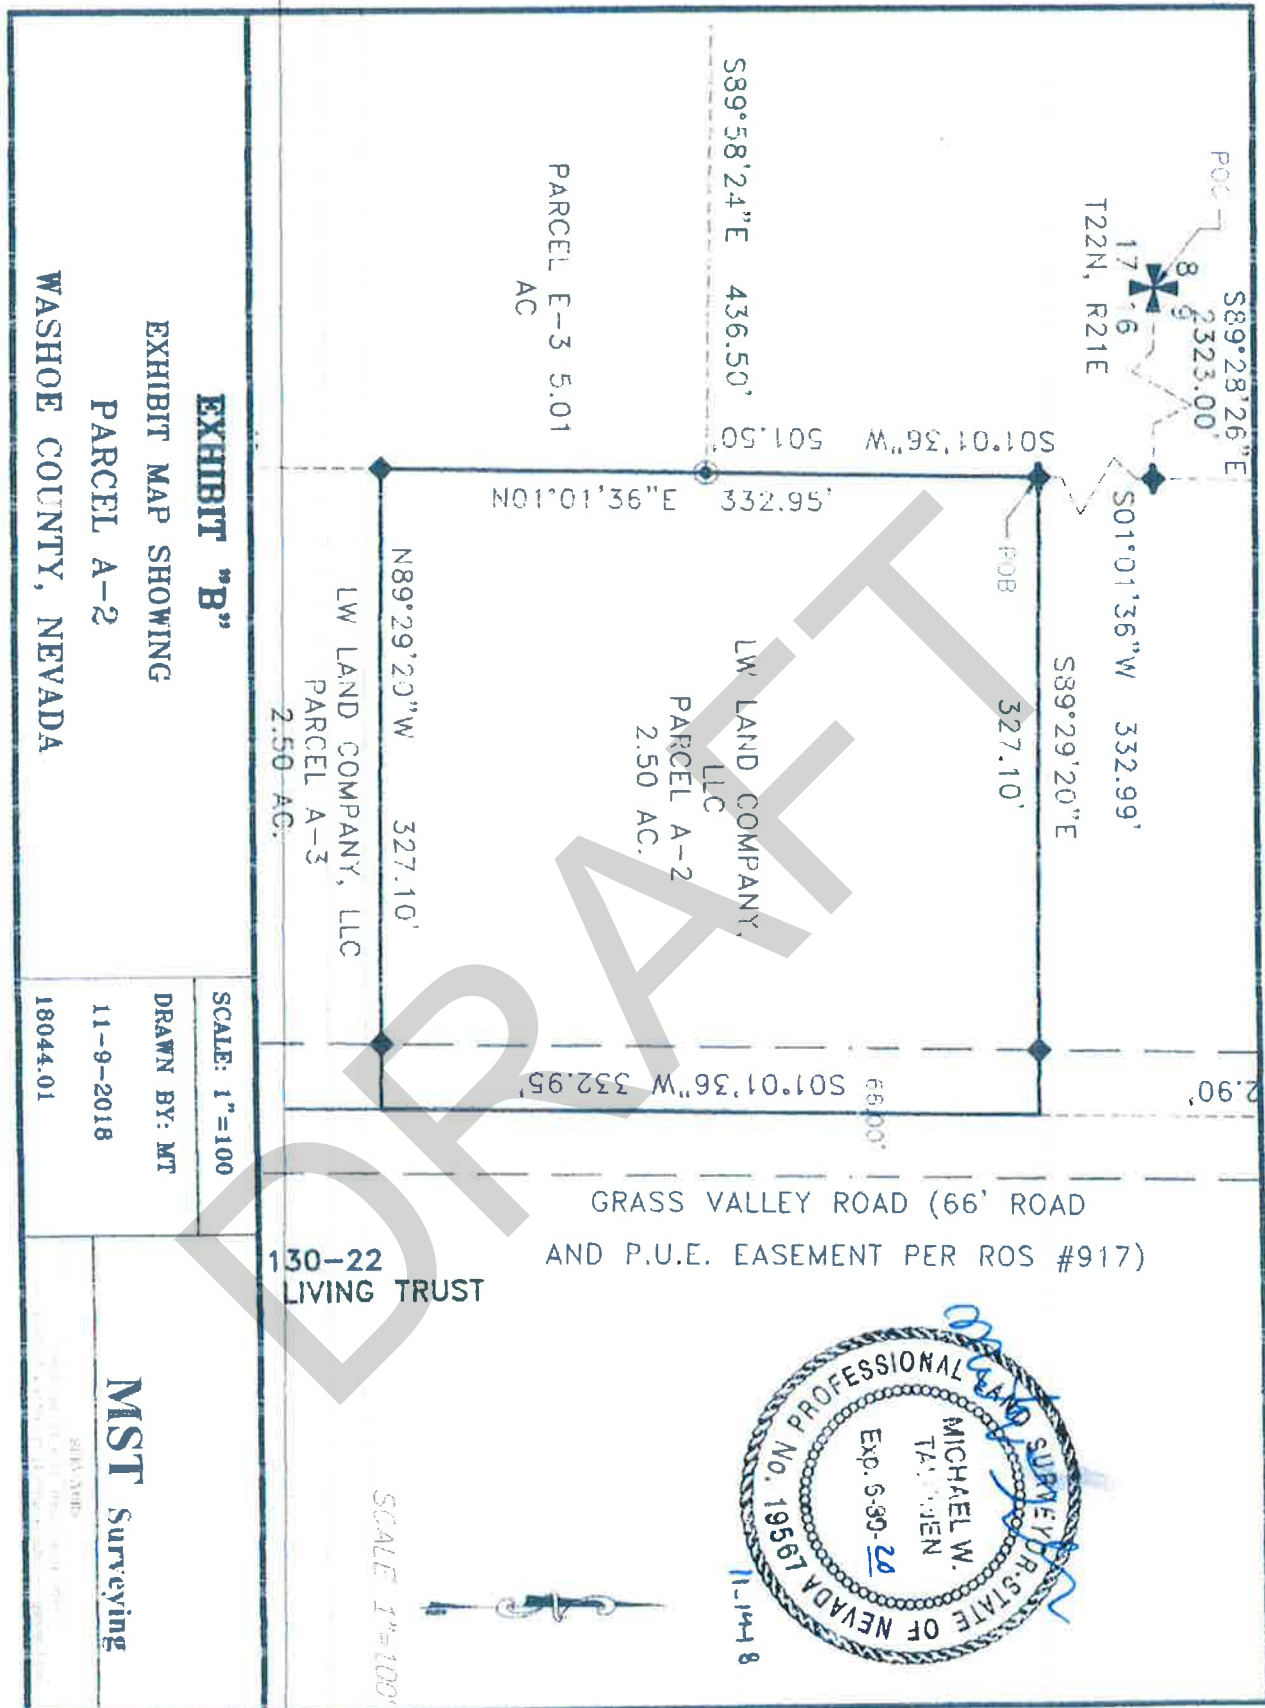 S89°28'26"E
2323.00'
POC
8
9
17
16
T22N, R21E
S01°01'36"W 332.99'
S89°29'20"E
327.10'
POB
S89°58'24"E 436.50'
S01°01'36"W 501.50'
N01°01'36"E 332.95'
PARCEL E-3 5.01
AC
LW LAND COMPANY,
LLC
PARCEL A-2
2.50 AC.
N89°29'20"W 327.10'
LW LAND COMPANY, LLC
PARCEL A-3
2.50 AC.
2.90'
66.00'
S01°01'36"W 332.95'
GRASS VALLEY ROAD (66' ROAD
AND P.U.E. EASEMENT PER ROS #917)
130-22
LIVING TRUST
PROFESSIONAL LAND SURVEYOR-STATE OF NEVADA
No. 19567
MICHAEL W.
Exp. 6-30-20
SCALE 1"=100'
EXHIBIT "B"
EXHIBIT MAP SHOWING
PARCEL A-2
WASHOE COUNTY, NEVADA
SCALE: 1"=100
DRAWN BY: MT
11-9-2018
18044.01
MST Surveying
DRAFT